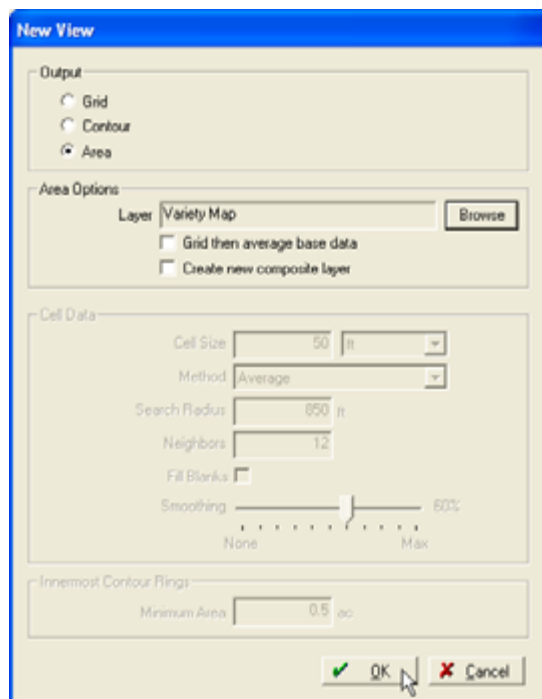 New View
Output
Grid
Contour
Area
Area Options
Layer Variety Map Browse
Grid then average base data
Create new composite layer
Cell Data
Cell Size 50 ft
Method Average
Search Radius 850 ft
Neighbors 12
Fill Blanks
Smoothing 60%
None Max
Innermost Contour Rings
Minimum Area 0.5 ac
OK Cancel